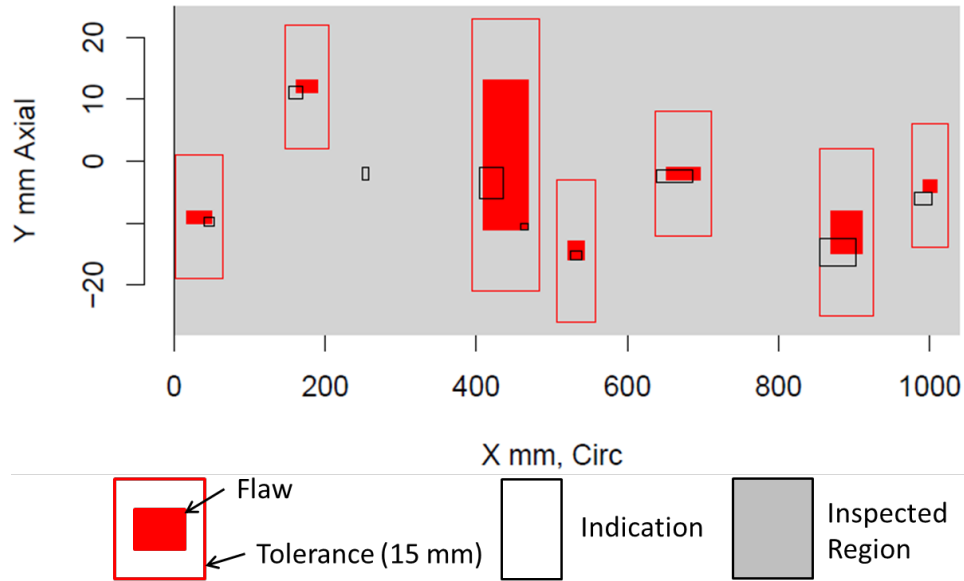 20
10
0
−20
Y mm Axial
0 200 400 600 800 1000
X mm, Circ
Flaw
Tolerance (15 mm)
Indication
Inspected
Region